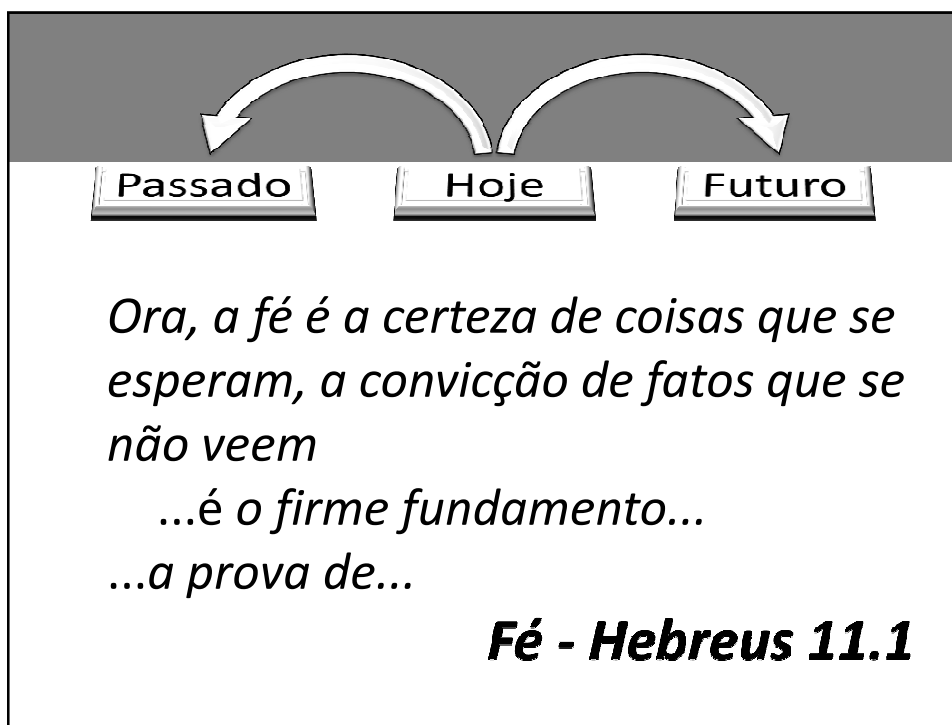 Passado Hoje Futuro
Ora, a fé é a certeza de coisas que se
esperam, a convicção de fatos que se
não veem
...é o firme fundamento...
...a prova de...
Fé - Hebreus 11.1